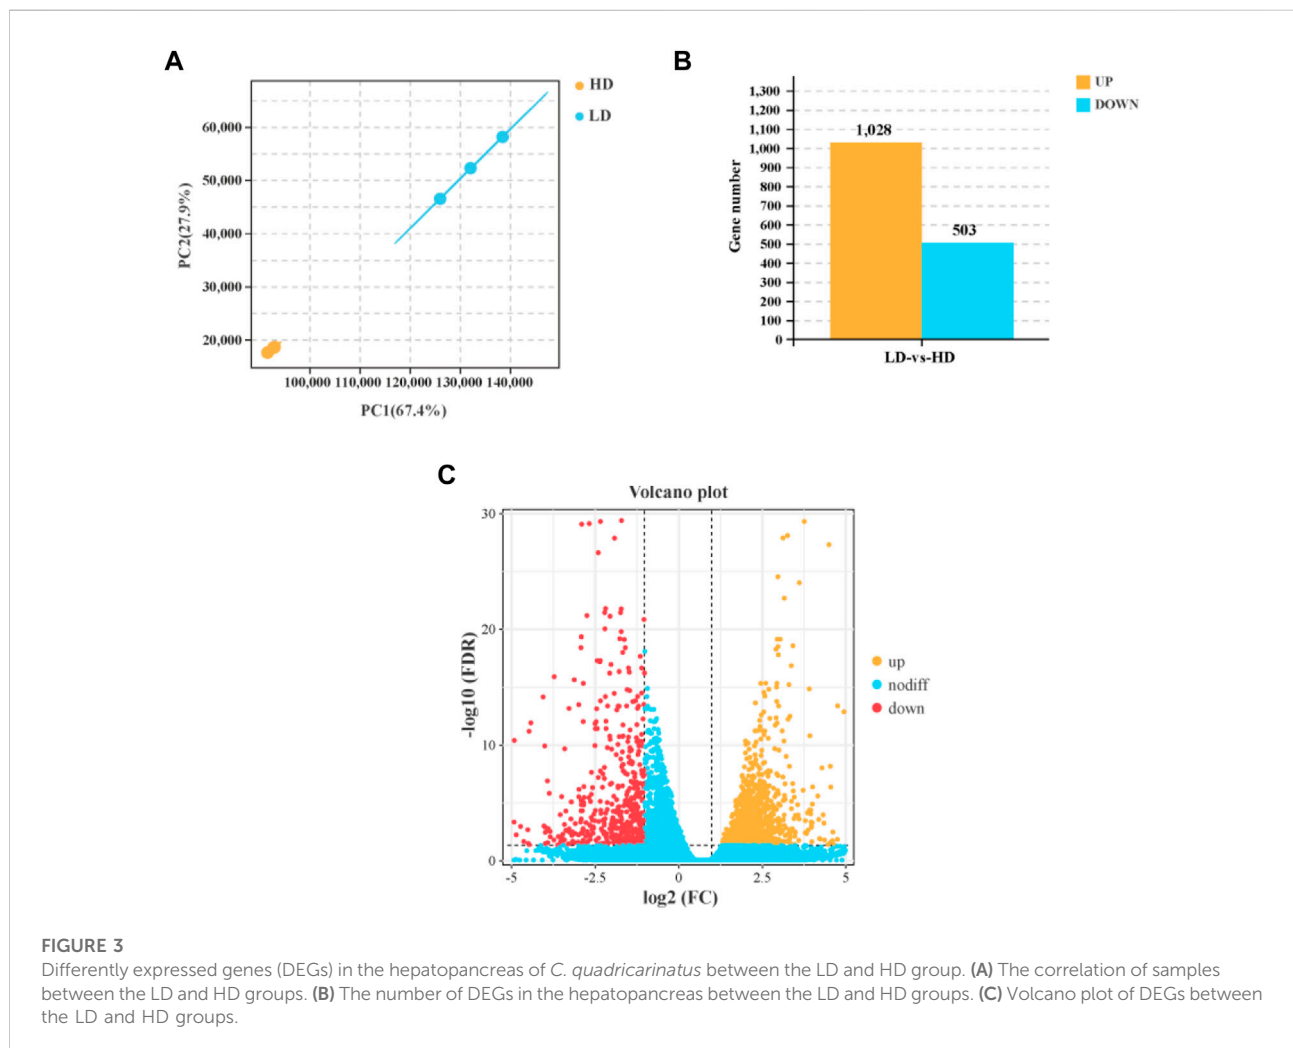 A
HD
LD
60,000
50,000
40,000
30,000
20,000
PC2(27.9%)
100,000 110,000 120,000 130,000 140,000
PC1(67.4%)
B
UP
DOWN
1,300
1,200
1,100
1,000
900
800
700
600
500
400
300
200
100
0
Gene number
1,028
503
LD-vs-HD
C
Volcano plot
30
20
10
0
-log10 (FDR)
-5 -2.5 0 2.5 5
log2 (FC)
up
nodiff
down
FIGURE 3
Differently expressed genes (DEGs) in the hepatopancreas of C. quadricarinatus between the LD and HD group. (A) The correlation of samples
between the LD and HD groups. (B) The number of DEGs in the hepatopancreas between the LD and HD groups. (C) Volcano plot of DEGs between
the LD and HD groups.